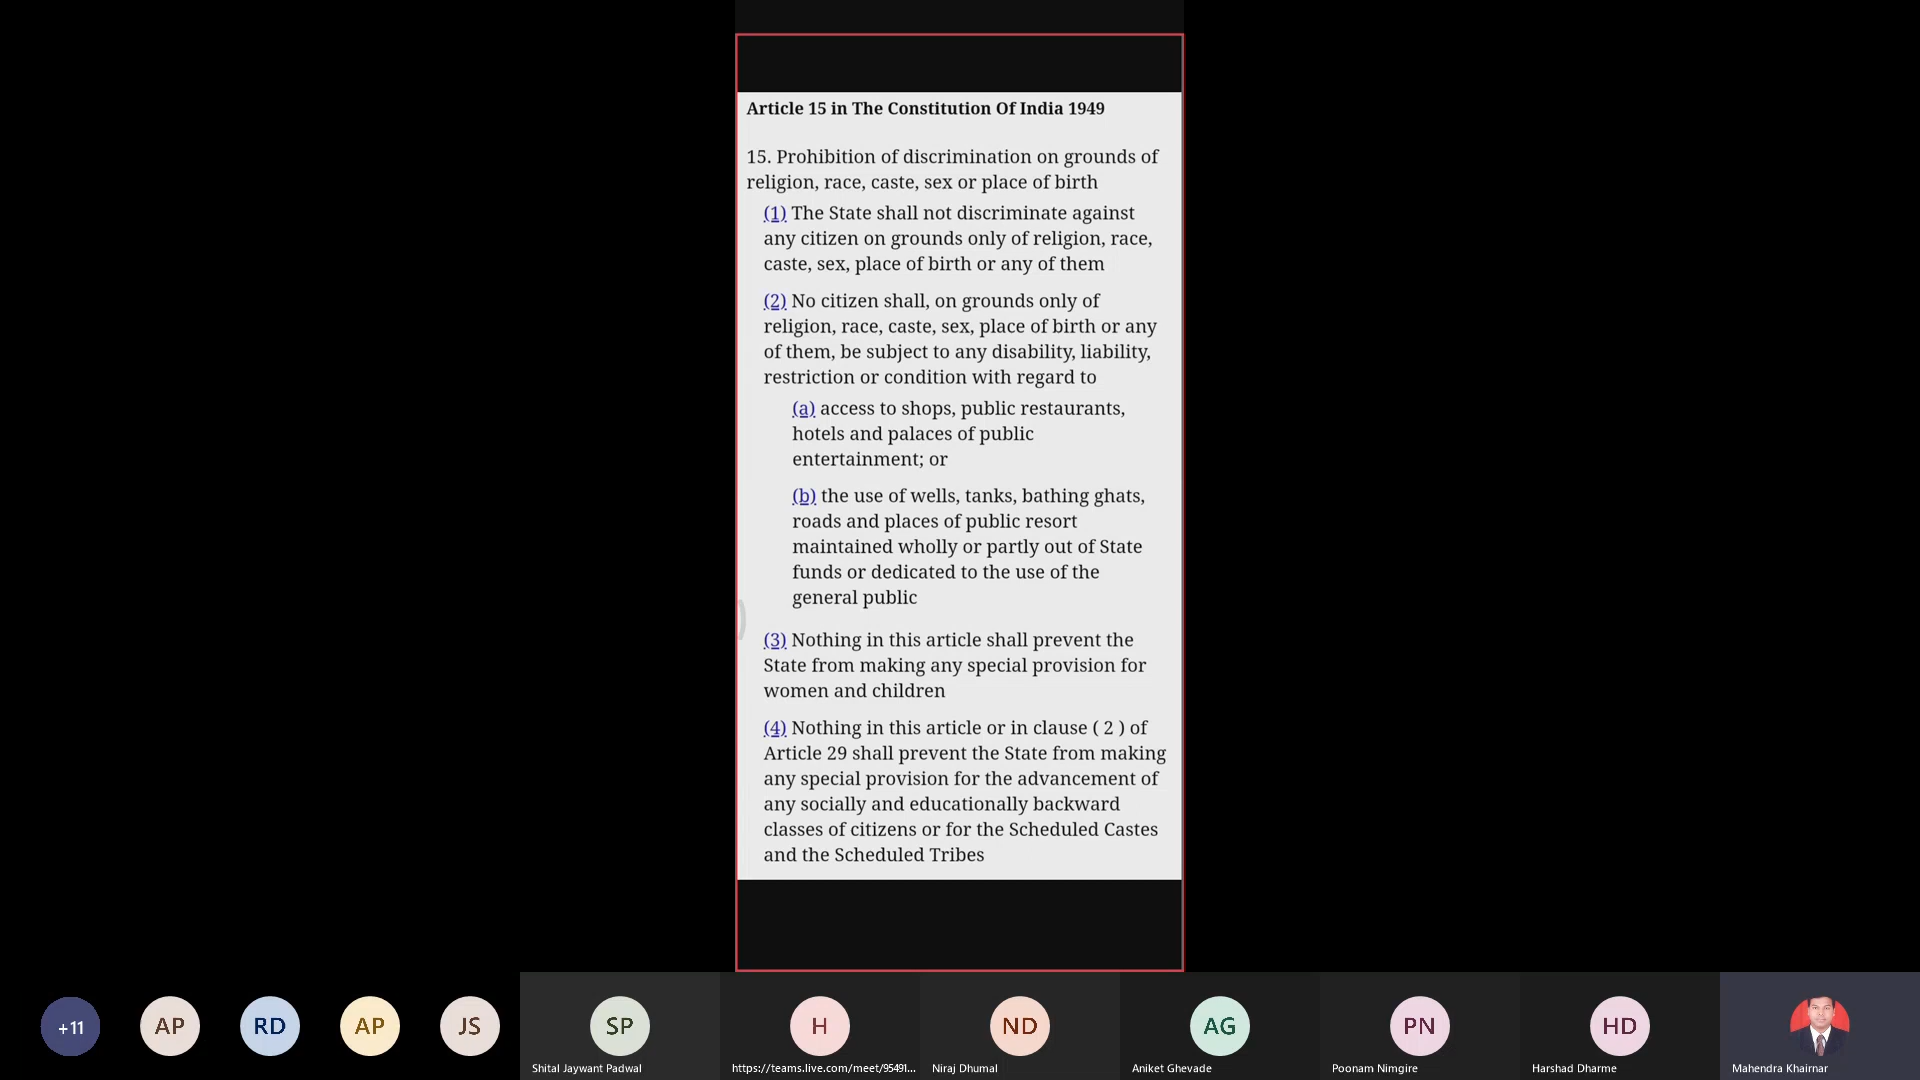 Article 15 in The Constitution Of India 1949
15. Prohibition of discrimination on grounds of
religion, race, caste, sex or place of birth
(1) The State shall not discriminate against
any citizen on grounds only of religion, race,
caste, sex, place of birth or any of them
(2) No citizen shall, on grounds only of
religion, race, caste, sex, place of birth or any
of them, be subject to any disability, liability,
restriction or condition with regard to
(a) access to shops, public restaurants,
hotels and palaces of public
entertainment; or
(b) the use of wells, tanks, bathing ghats,
roads and places of public resort
maintained wholly or partly out of State
funds or dedicated to the use of the
general public
(3) Nothing in this article shall prevent the
State from making any special provision for
women and children
(4) Nothing in this article or in clause ( 2 ) of
Article 29 shall prevent the State from making
any special provision for the advancement of
any socially and educationally backward
classes of citizens or for the Scheduled Castes
and the Scheduled Tribes
+11 AP RD AP JS SP H ND AG PN HD
Shital Jaywant Padwal https://teams.live.com/meet/95491... Niraj Dhumal Aniket Ghevade Poonam Nimgire Harshad Dharme Mahendra Khairnar